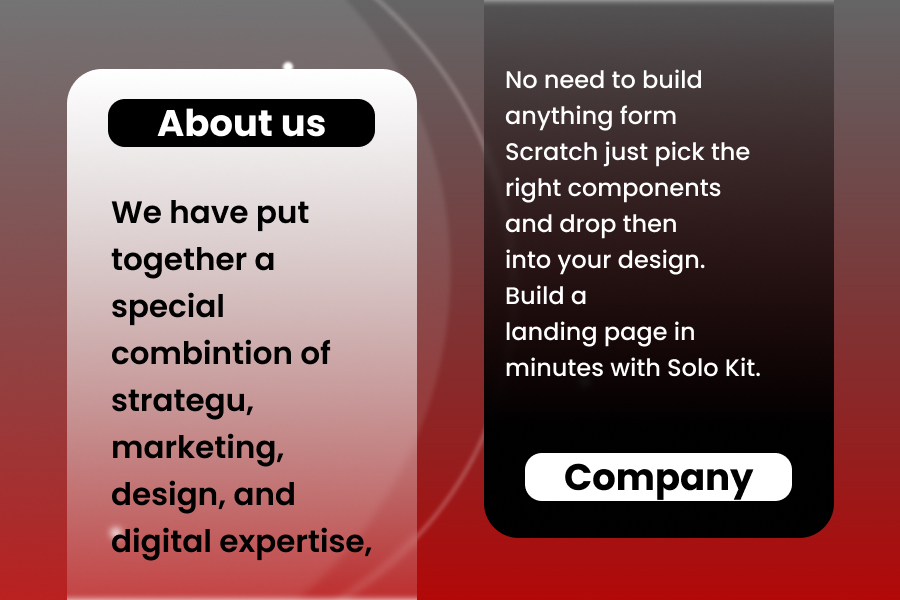 About us
We have put
together a
special
combintion of
strategu,
marketing,
design, and
digital expertise,
No need to build
anything form
Scratch just pick the
right components
and drop then
into your design.
Build a
landing page in
minutes with Solo Kit.
Company